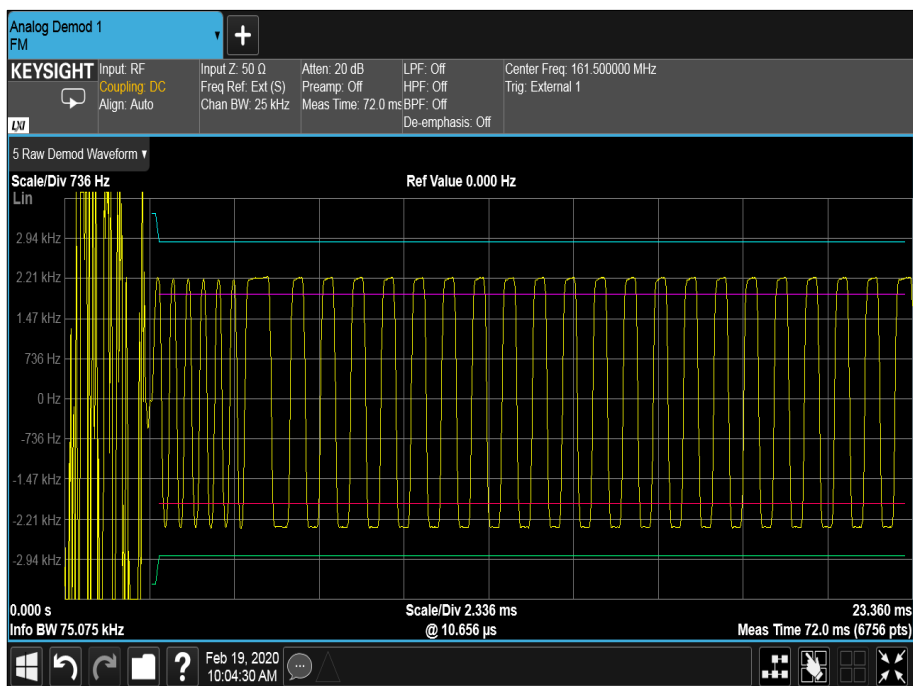 Analog Demod 1
FM
KEYSIGHT
Input: RF
Coupling: DC
Align: Auto
Input Z: 50 Ω
Freq Ref: Ext (S)
Chan BW: 25 kHz
Atten: 20 dB
Preamp: Off
Meas Time: 72.0 ms
LPF: Off
HPF: Off
BPF: Off
De-emphasis: Off
Center Freq: 161.500000 MHz
Trig: External 1
LXI
5 Raw Demod Waveform
Scale/Div 736 Hz
Ref Value 0.000 Hz
Lin
2.94 kHz
2.21 kHz
1.47 kHz
736 Hz
0 Hz
-736 Hz
-1.47 kHz
-2.21 kHz
-2.94 kHz
0.000 s
Scale/Div 2.336 ms
23.360 ms
Info BW 75.075 kHz
@ 10.656 µs
Meas Time 72.0 ms (6756 pts)
?
Feb 19, 2020
10:04:30 AM